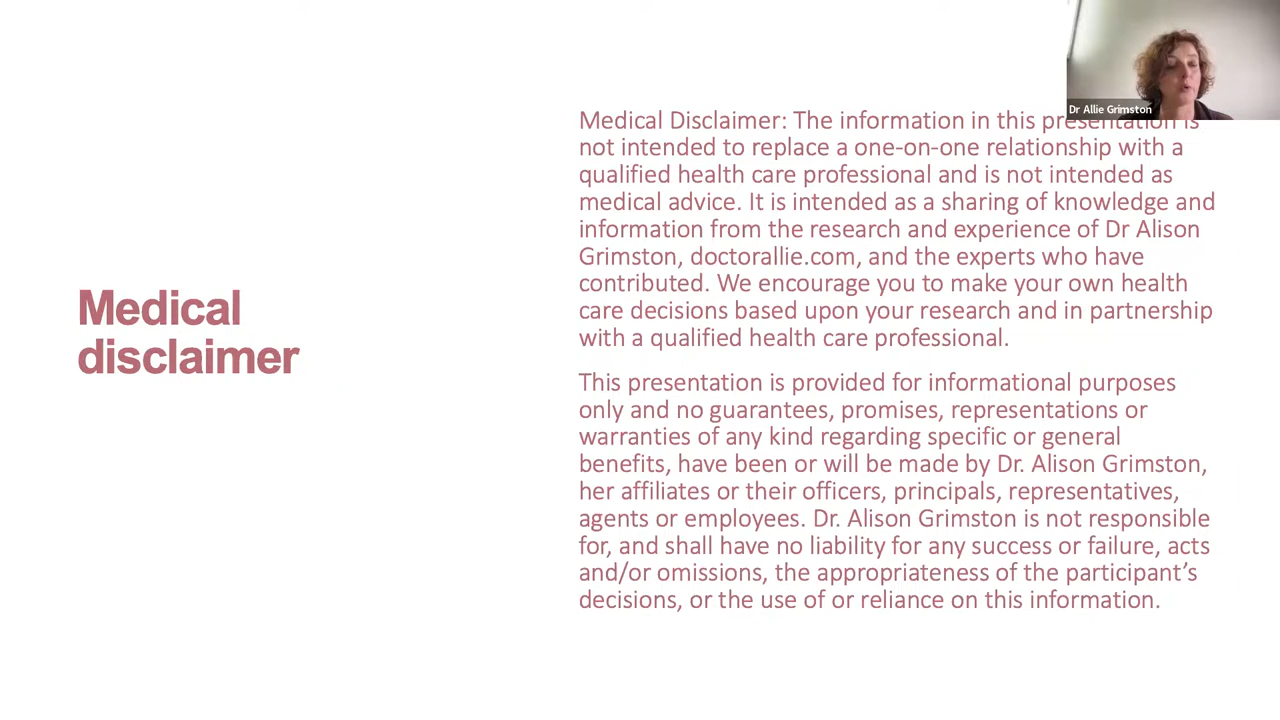 Dr Allie Grimston
Medical
disclaimer
Medical Disclaimer: The information in this presentation is
not intended to replace a one-on-one relationship with a
qualified health care professional and is not intended as
medical advice. It is intended as a sharing of knowledge and
information from the research and experience of Dr Alison
Grimston, doctorallie.com, and the experts who have
contributed. We encourage you to make your own health
care decisions based upon your research and in partnership
with a qualified health care professional.
This presentation is provided for informational purposes
only and no guarantees, promises, representations or
warranties of any kind regarding specific or general
benefits, have been or will be made by Dr. Alison Grimston,
her affiliates or their officers, principals, representatives,
agents or employees. Dr. Alison Grimston is not responsible
for, and shall have no liability for any success or failure, acts
and/or omissions, the appropriateness of the participant’s
decisions, or the use of or reliance on this information.